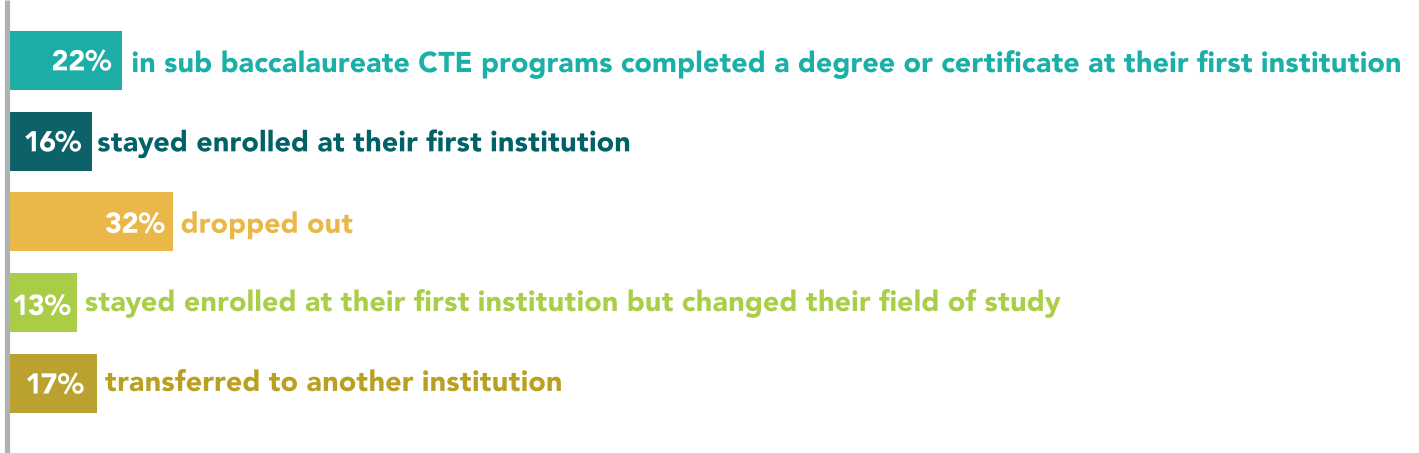 22% in sub baccalaureate CTE programs completed a degree or certificate at their first institution
16% stayed enrolled at their first institution
32% dropped out
13% stayed enrolled at their first institution but changed their field of study
17% transferred to another institution